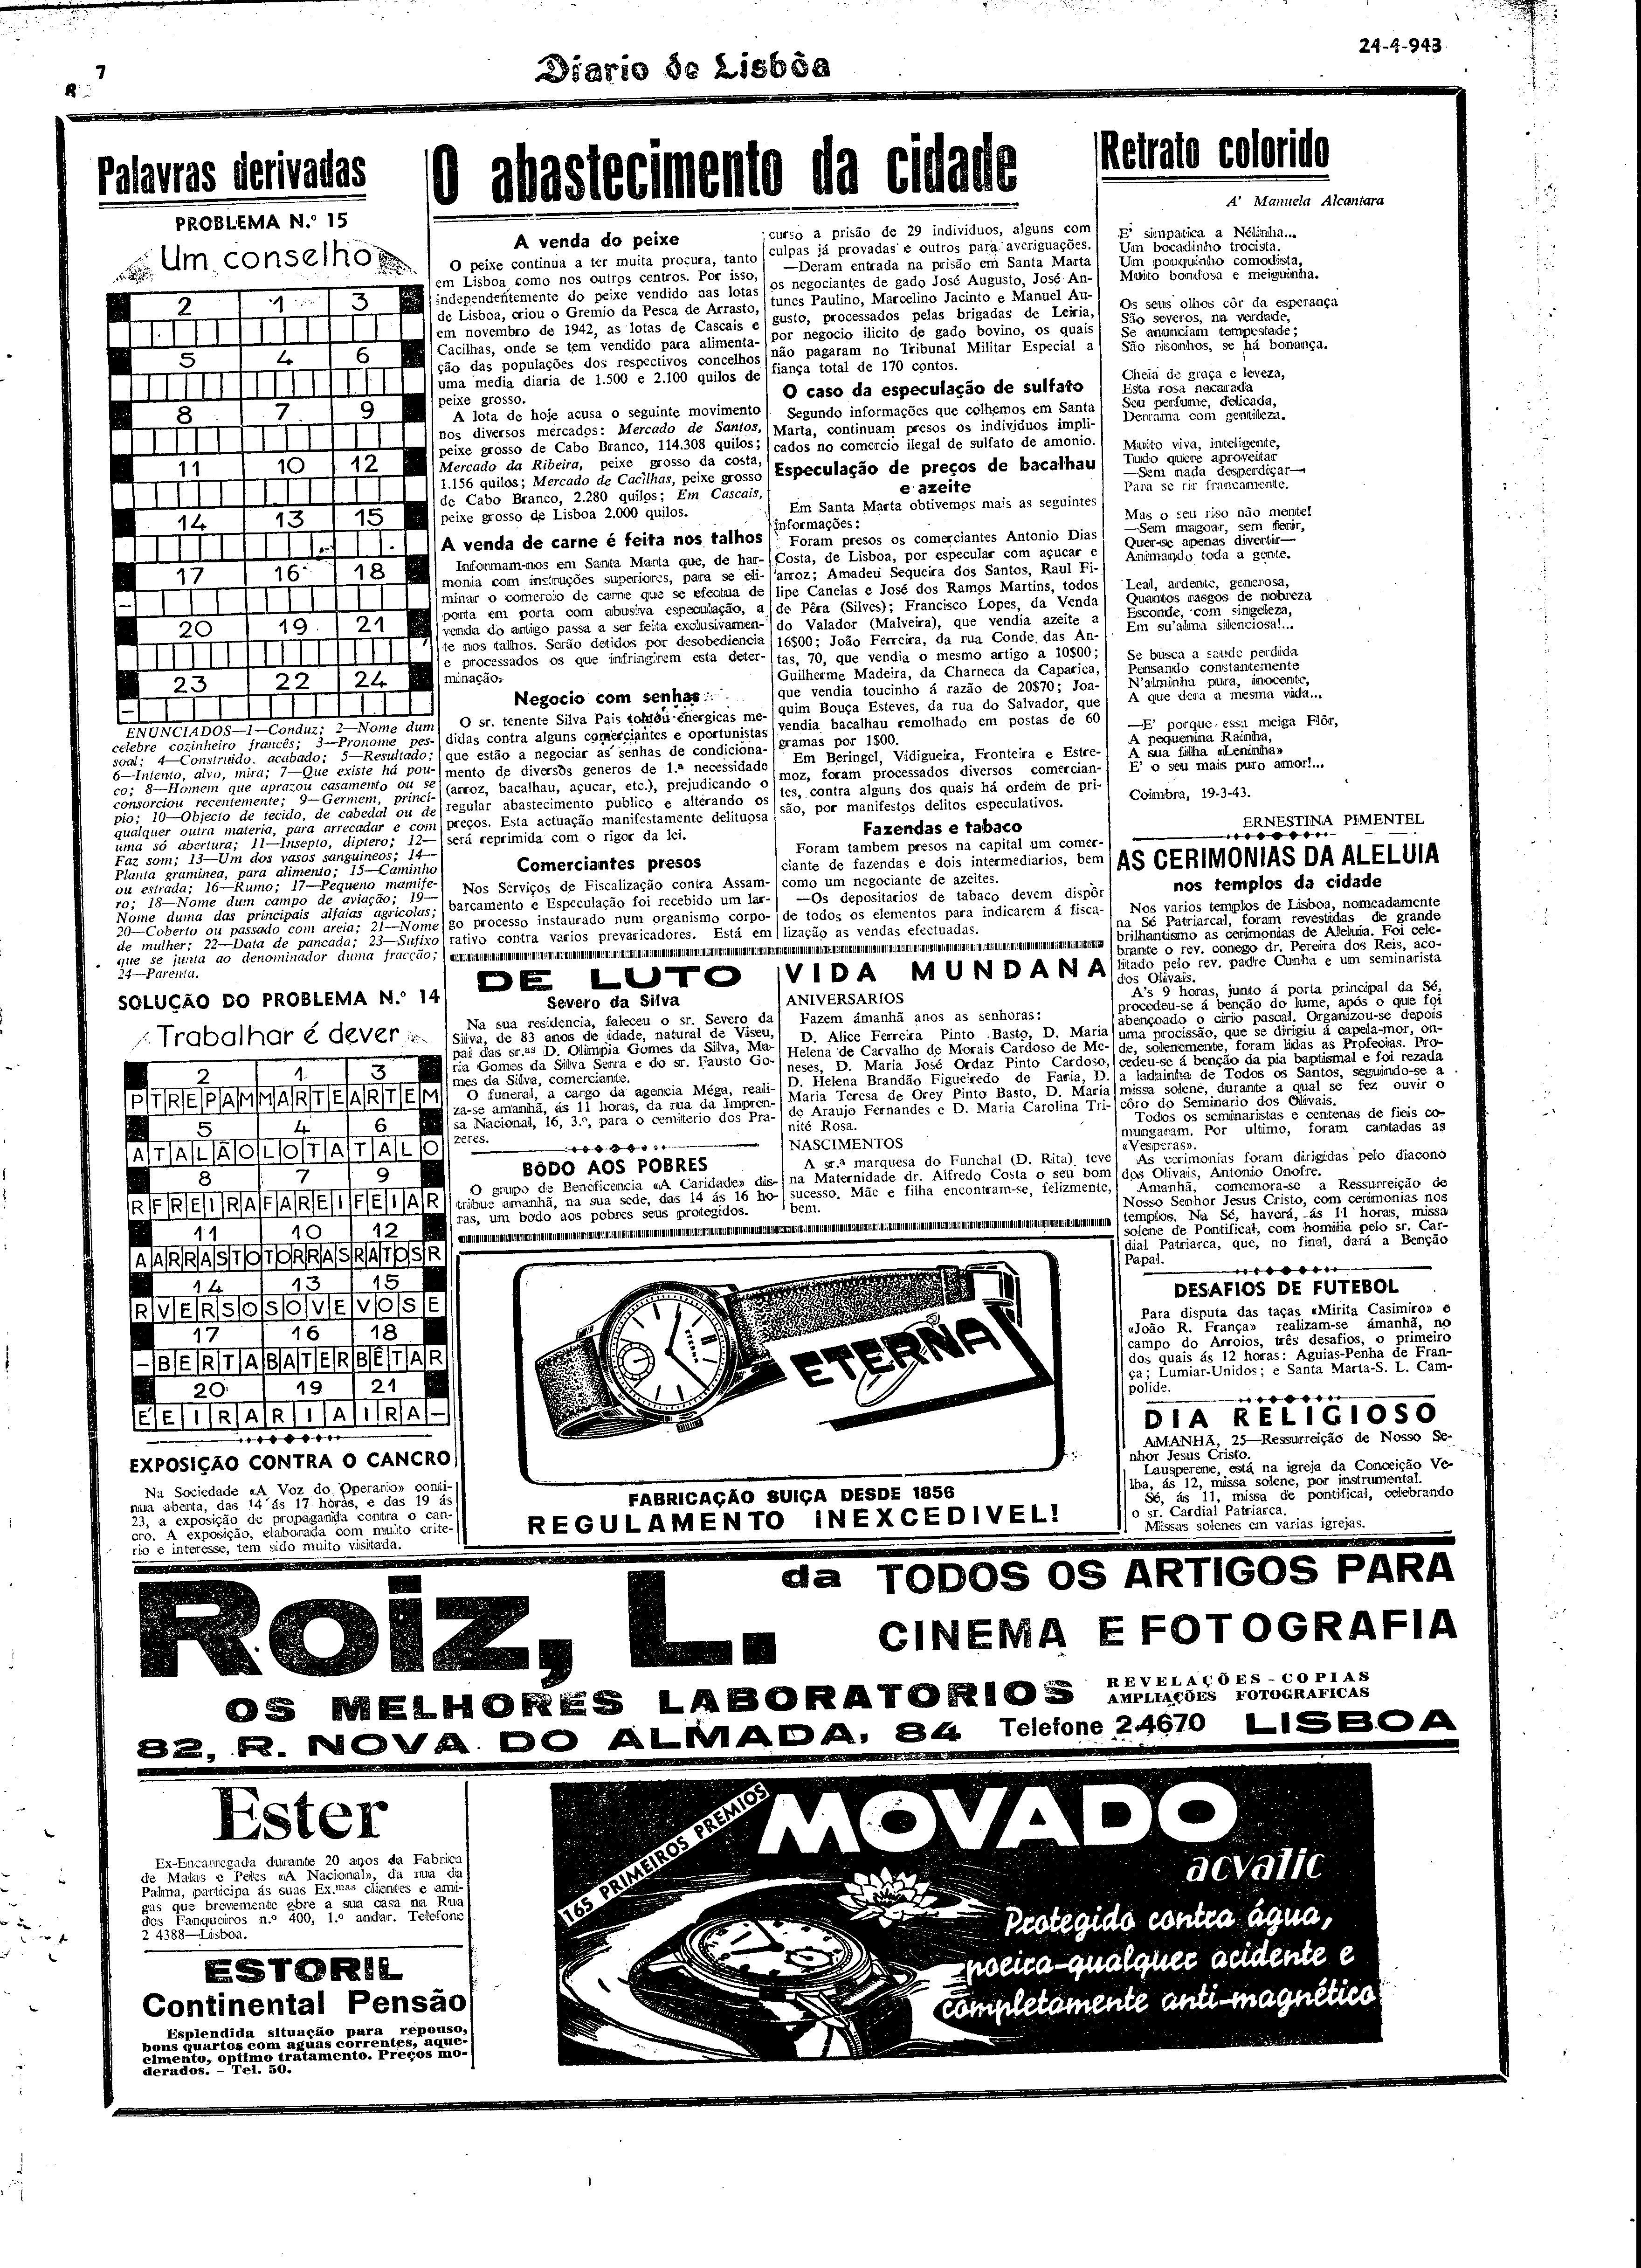 7
R
Diario de Lisbôa
24-4-943
Palavras derivadas
PROBLEMA N.º 15
Um conselho
2 1 3
5 4 6
8 7 9
11 10 12
14 13 15
17 16 18
20 19 21
23 22 24
ENUNCIADOS—1—Conduz; 2—Nome dum
celebre cozinheiro francês; 3—Pronome pes-
soal; 4—Construido, acabado; 5—Resultado;
6—Intento, alvo, mira; 7—Que existe há pou-
co; 8—Homem que aprazou casamento ou se
consorciou recentemente; 9—Germem, princi-
pio; 10—Objecto de tecido, de cabedal ou de
qualquer outra materia, para arrecadar e com
uma só abertura; 11—Insepto, diptero; 12—
Faz som; 13—Um dos vasos sanguineos; 14—
Planta graminea, para alimento; 15—Caminho
ou estrada; 16—Rumo; 17—Pequeno mamife-
ro; 18—Nome dum campo de aviação; 19—
Nome duma das principais alfaias agricolas;
20—Coberto ou passado com areia; 21—Nome
de mulher; 22—Data de pancada; 23—Sufixo
que se junta ao denominador duma fracção;
24—Parenta.
SOLUÇÃO DO PROBLEMA N.º 14
Trabalhar é dever
2 1 3
PTREPAMMARTEARTEM
5 4 6
ATALÃOLOTATALO
8 7 9
RFREIRAFAREIFEIAR
11 10 12
AARRASTOTORRASRATOSR
14 13 15
RVERSOSOVEVOSE
17 16 18
-BERTABATERBÉTAR
20 19 21
ÉEIRARIAIRA-
EXPOSIÇÃO CONTRA O CANCRO
Na Sociedade «A Voz do Operario» conti-
nua aberta, das 14 ás 17 horas, e das 19 ás
23, a exposição de propaganda contra o can-
cro. A exposição, elaborada com muito crite-
rio e interesse, tem sido muito visitada.
O abastecimento da cidade
A venda do peixe
O peixe continua a ter muita procura, tanto
em Lisboa como nos outros centros. Por isso,
independentemente do peixe vendido nas lotas
de Lisboa, criou o Gremio da Pesca de Arrasto,
em novembro de 1942, as lotas de Cascais e
Cacilhas, onde se tem vendido para alimenta-
ção das populações dos respectivos concelhos
uma media diaria de 1.500 e 2.100 quilos de
peixe grosso.
A lota de hoje acusa o seguinte movimento
nos diversos mercados: Mercado de Santos,
peixe grosso de Cabo Branco, 114.308 quilos;
Mercado da Ribeira, peixe grosso da costa,
1.156 quilos; Mercado de Cacilhas, peixe grosso
de Cabo Branco, 2.280 quilos; Em Cascais,
peixe grosso de Lisboa 2.000 quilos.
A venda de carne é feita nos talhos
Informam-nos em Santa Marta que, de har-
monia com instruções superiores, para se eli-
minar o comercio de carne que se efectua de
porta em porta com abusiva especulação, a
venda do artigo passa a ser feita exclusivamen-
te nos talhos. Serão detidos por desobediencia
e processados os que infringirem esta deter-
minação.
Negocio com senhas
O sr. tenente Silva Pais tomou energicas me-
didas contra alguns comerciantes e oportunistas
que estão a negociar as senhas de condiciona-
mento de diversos generos de 1.ª necessidade
(arroz, bacalhau, açucar, etc.), prejudicando o
regular abastecimento publico e alterando os
preços. Esta actuação manifestamente delituosa
será reprimida com o rigor da lei.
Comerciantes presos
Nos Serviços de Fiscalização contra Assam-
barcamento e Especulação foi recebido um lar-
go processo instaurado num organismo corpo-
rativo contra varios prevaricadores. Está em
curso a prisão de 29 individuos, alguns com
culpas já provadas e outros para averiguações.
—Deram entrada na prisão em Santa Marta
os negociantes de gado José Augusto, José An-
tunes Paulino, Marcelino Jacinto e Manuel Au-
gusto, processados pelas brigadas de Leiria,
por negocio ilicito de gado bovino, os quais
não pagaram no Tribunal Militar Especial a
fiança total de 170 contos.
O caso da especulação de sulfato
Segundo informações que colhemos em Santa
Marta, continuam presos os individuos impli-
cados no comercio ilegal de sulfato de amonio.
Especulação de preços de bacalhau
e azeite
Em Santa Marta obtivemos mais as seguintes
informações:
Foram presos os comerciantes Antonio Dias
Costa, de Lisboa, por especular com açucar e
arroz; Amadeu Sequeira dos Santos, Raul Fi-
lipe Canelas e José dos Ramos Martins, todos
de Pêra (Silves); Francisco Lopes, da Venda
do Valador (Malveira), que vendia azeite a
16$00; João Ferreira, da rua Conde das An-
tas, 70, que vendia o mesmo artigo a 10$00;
Guilherme Madeira, da Charneca da Caparica,
que vendia toucinho á razão de 20$70; Joa-
quim Bouça Esteves, da rua do Salvador, que
vendia bacalhau remolhado em postas de 60
gramas por 1$00.
Em Beringel, Vidigueira, Fronteira e Estre-
moz, foram processados diversos comercian-
tes, contra alguns dos quais há ordem de pri-
são, por manifestos delitos especulativos.
Fazendas e tabaco
Foram tambem presos na capital um comer-
ciante de fazendas e dois intermediarios, bem
como um negociante de azeites.
—Os depositarios de tabaco devem dispôr
de todos os elementos para indicarem á fisca-
lização as vendas efectuadas.
DE LUTO
Severo da Silva
Na sua residencia, faleceu o sr. Severo da
Silva, de 83 anos de idade, natural de Viseu,
pai das sr.as D. Olimpia Gomes da Silva, Ma-
ria Gomes da Silva Serra e do sr. Fausto Go-
mes da Silva, comerciante.
O funeral, a cargo da agencia Méga, reali-
za-se amanhã, ás 11 horas, da rua da Impren-
sa Nacional, 16, 3.º, para o cemiterio dos Pra-
zeres.
BÔDO AOS POBRES
O grupo de Beneficencia «A Caridade» dis-
tribue amanhã, na sua sede, das 14 ás 16 ho-
ras, um bodo aos pobres seus protegidos.
VIDA MUNDANA
ANIVERSARIOS
Fazem ámanhã anos as senhoras:
D. Alice Ferreira Pinto Basto, D. Maria
Helena de Carvalho de Morais Cardoso de Me-
neses, D. Maria José Ordaz Pinto Cardoso,
D. Helena Brandão Figueiredo de Faria, D.
Maria Teresa de Orey Pinto Basto, D. Maria
de Araujo Fernandes e D. Maria Carolina Tri-
nité Rosa.
NASCIMENTOS
A sr.ª marquesa do Funchal (D. Rita), teve
na Maternidade dr. Alfredo Costa o seu bom
sucesso. Mãe e filha encontram-se, felizmente,
bem.
ETERNA
ETERNA
FABRICAÇÃO SUIÇA DESDE 1856
REGULAMENTO INEXCEDIVEL!
Retrato colorido
A' Manuela Alcantara
E' simpatica a Nélinha...
Um bocadinho trocista.
Um pouquinho comodista,
Muito bondosa e meiguinha.
Os seus olhos côr da esperança
São severos, na verdade,
Se anunciam tempestade;
São risonhos, se há bonança.
Cheia de graça e leveza,
Esta rosa nacarada
Seu perfume, delicada,
Derrama com gentileza.
Muito viva, inteligente,
Tudo quere aproveitar
—Sem nada desperdiçar—
Para se rir francamente.
Mas o seu riso não mente!
—Sem magoar, sem ferir,
Quer-se apenas divertir—
Animando toda a gente.
Leal, ardente, generosa,
Quantos rasgos de nobreza
Esconde, com singeleza,
Em su'alma silenciosa!...
Se busca a saude perdida
Pensando constantemente
N'alminha pura, inocente,
A que dera a mesma vida...
—E' porque essa meiga Flôr,
A pequenina Rainha,
A sua filha «Leninha»
E' o seu mais puro amor!...
Coimbra, 19-3-43.
ERNESTINA PIMENTEL
AS CERIMONIAS DA ALELUIA
nos templos da cidade
Nos varios templos de Lisboa, nomeadamente
na Sé Patriarcal, foram revestidas de grande
brilhantismo as cerimonias de Aleluia. Foi cele-
brante o rev. conego dr. Pereira dos Reis, aco-
litado pelo rev. padre Cunha e um seminarista
dos Olivais.
A's 9 horas, junto á porta principal da Sé,
procedeu-se á benção do lume, após o que foi
abençoado o cirio pascal. Organizou-se depois
uma procissão, que se dirigiu á capela-mor, on-
de, solenemente, foram lidas as Profecias. Pro-
cedeu-se á benção da pia baptismal e foi rezada
a ladainha de Todos os Santos, seguindo-se a
missa solene, durante a qual se fez ouvir o
côro do Seminario dos Olivais.
Todos os seminaristas e centenas de fieis co-
mungaram. Por ultimo, foram cantadas as
«Vesperas».
As cerimonias foram dirigidas pelo diacono
dos Olivais, Antonio Onofre.
Amanhã, comemora-se a Ressurreição de
Nosso Senhor Jesus Cristo, com cerimonias nos
templos. Na Sé, haverá, ás 11 horas, missa
solene de Pontifical, com homilia pelo sr. Car-
dial Patriarca, que, no final, dará a Benção
Papal.
DESAFIOS DE FUTEBOL
Para disputa das taças «Mirita Casimiro» e
«João R. França» realizam-se ámanhã, no
campo do Arroios, três desafios, o primeiro
dos quais ás 12 horas: Aguias-Penha de Fran-
ça; Lumiar-Unidos; e Santa Marta-S. L. Cam-
polide.
DIA RELIGIOSO
AMANHÃ, 25—Ressurreição de Nosso Se-
nhor Jesus Cristo.
Lausperene, está na igreja da Conceição Ve-
lha, ás 12, missa solene, por instrumental.
Sé, ás 11, missa de pontifical, celebrando
o sr. Cardial Patriarca.
Missas solenes em varias igrejas.
Roiz, L.da TODOS OS ARTIGOS PARA
CINEMA E FOTOGRAFIA
OS MELHORES LABORATORIOS REVELAÇÕES - COPIAS
AMPLIAÇÕES FOTOGRAFICAS
82, R. NOVA DO ALMADA, 84 Telefone 2.4670 LISBOA
Ester
Ex-Encarregada durante 20 anos da Fabrica
de Malas e Peles «A Nacional», da rua da
Palma, participa ás suas Ex.mas clientes e ami-
gas que brevemente abre a sua casa na Rua
dos Fanqueiros n.º 400, 1.º andar. Telefone
2 4388—Lisboa.
ESTORIL
Continental Pensão
Esplendida situação para repouso,
bons quartos com aguas correntes, aque-
cimento, optimo tratamento. Preços mo-
derados. - Tel. 50.
165 PRIMEIROS PREMIOS
MOVADO
acvatic
Protegido contra água,
poeira-qualquer acidente e
completamente anti-magnético